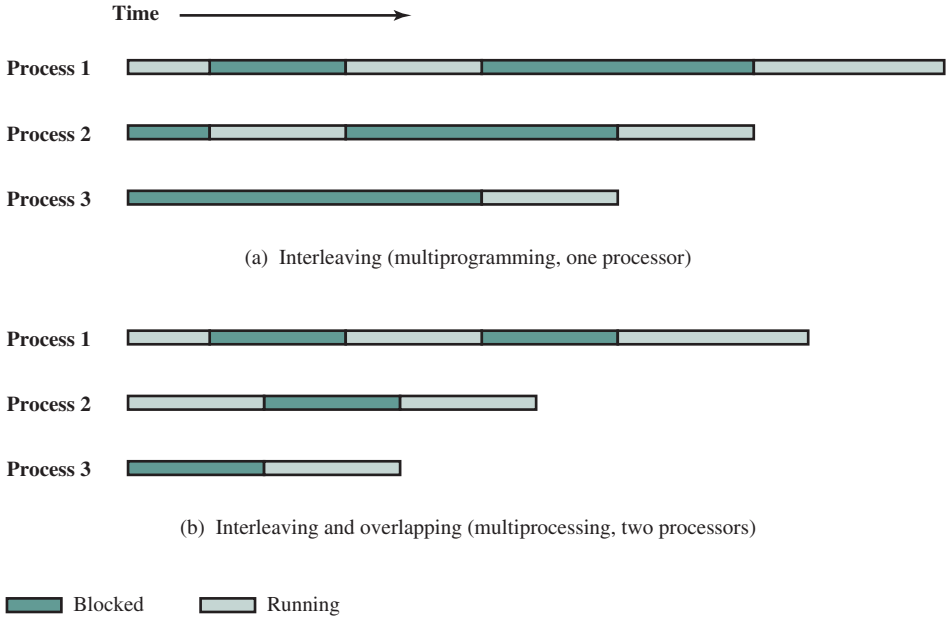 Time
Process 1
Process 2
Process 3
(a) Interleaving (multiprogramming, one processor)
Process 1
Process 2
Process 3
(b) Interleaving and overlapping (multiprocessing, two processors)
Blocked
Running